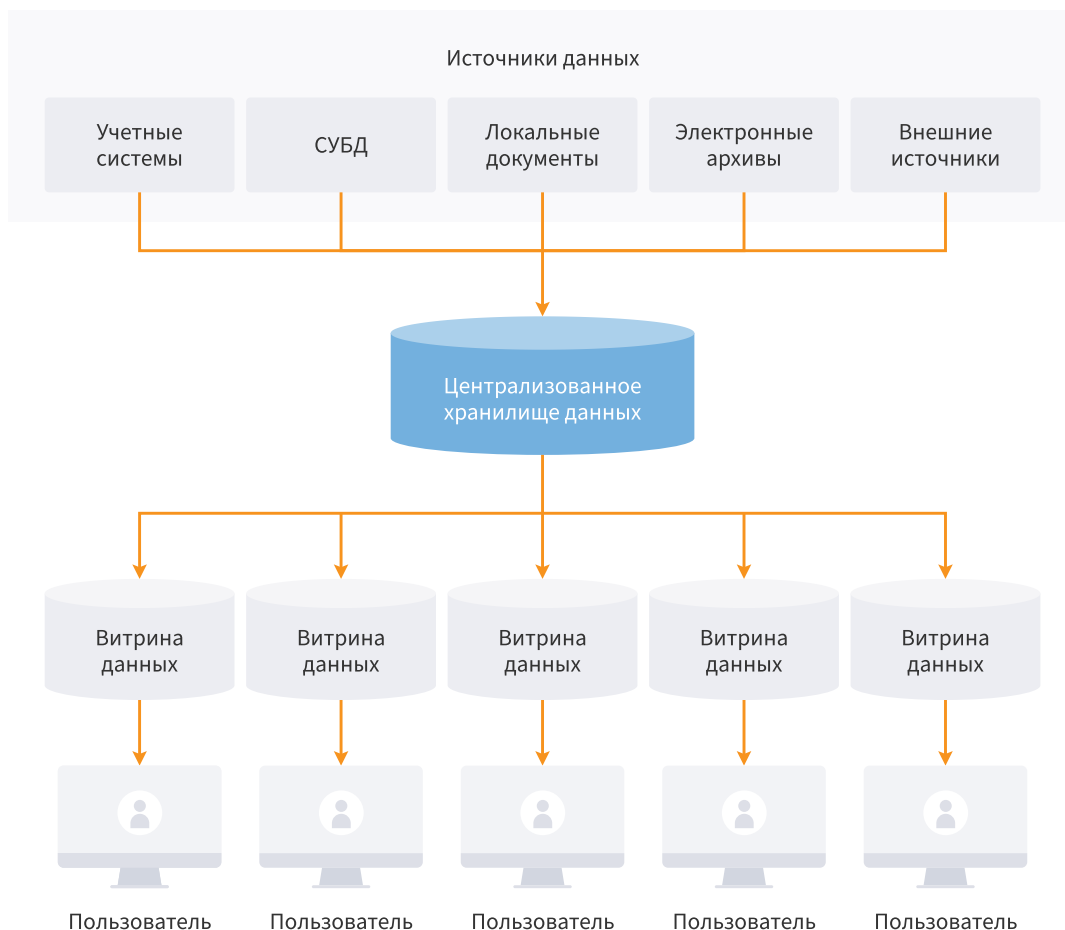 Источники данных
Учетные
системы
СУБД
Локальные
документы
Электронные
архивы
Внешние
источники
Централизованное
хранилище данных
Витрина
данных
Витрина
данных
Витрина
данных
Витрина
данных
Витрина
данных
Пользователь
Пользователь
Пользователь
Пользователь
Пользователь